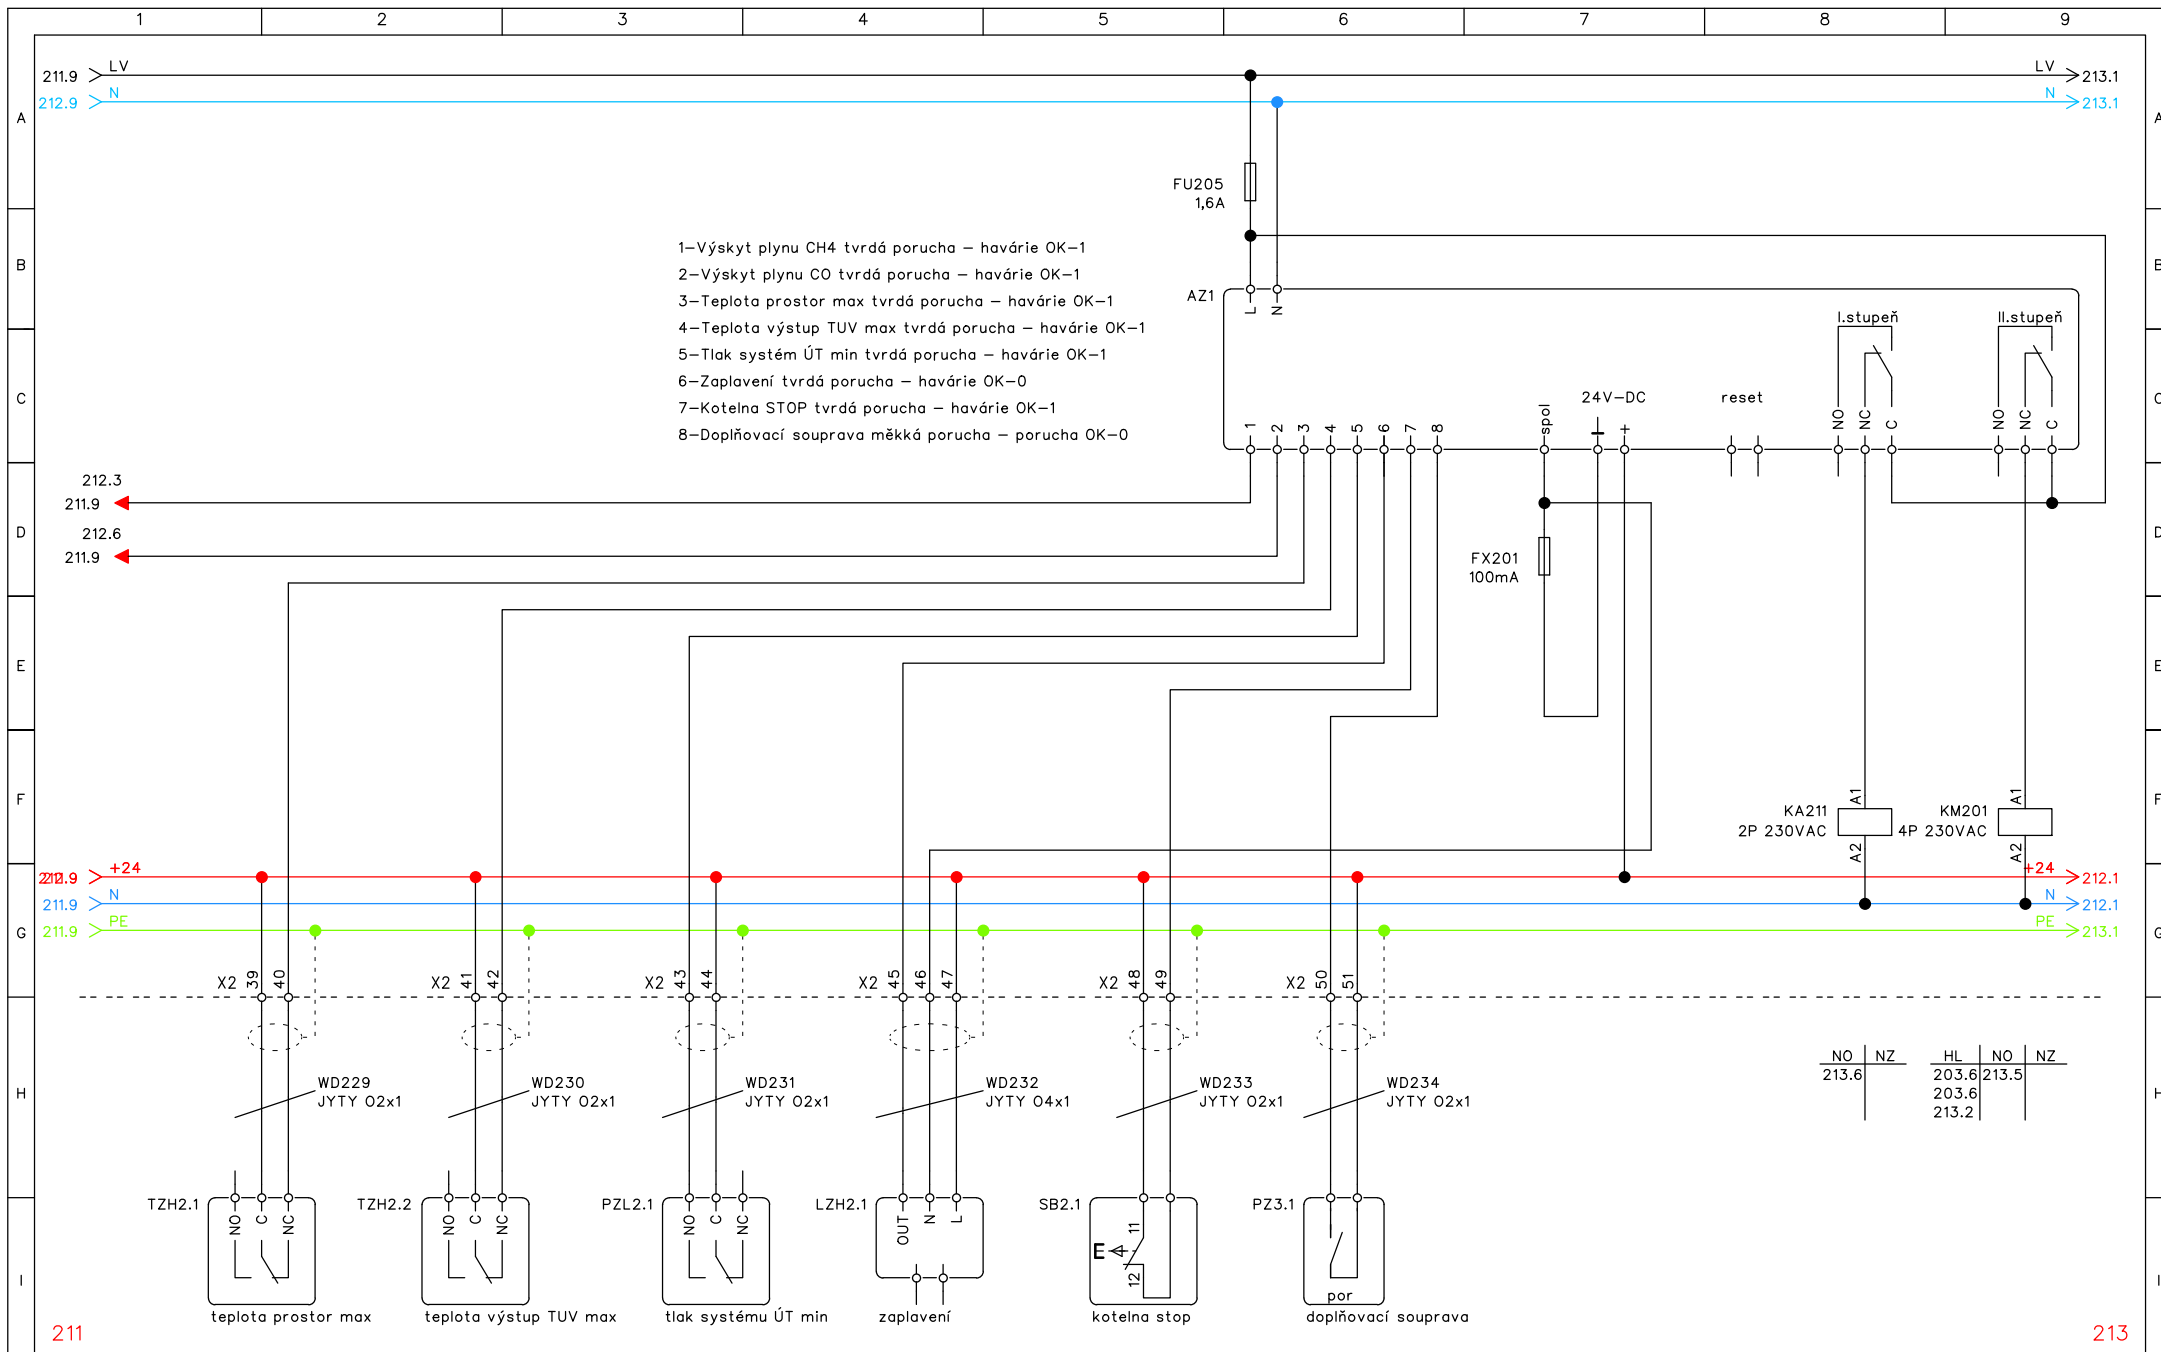 1 2 3 4 5 6 7 8 9
211.9 LV LV 213.1
212.9 N N 213.1
A A
FU205
1,6A
B B
1-Výskyt plynu CH4 tvrdá porucha - havárie OK-1
2-Výskyt plynu CO tvrdá porucha - havárie OK-1
3-Teplota prostor max tvrdá porucha - havárie OK-1
4-Teplota výstup TUV max tvrdá porucha - havárie OK-1
5-Tlak systém ÚT min tvrdá porucha - havárie OK-1
6-Zaplavení tvrdá porucha - havárie OK-0
7-Kotelna STOP tvrdá porucha - havárie OK-1
8-Doplňovací souprava měkká porucha - porucha OK-0
AZ1
L N
I.stupeň II.stupeň
C C
24V-DC reset
1 2 3 4 5 6 7 8 spol - + NO NC C NO NC C
212.3
211.9
D D
212.6
211.9
FX201
100mA
E E
F F
KA211
2P 230VAC
A1
A2
KM201
4P 230VAC
A1
A2
+24 +24 212.1
211.9 N N 212.1
211.9 PE PE 213.1
G G
X2 39 40 X2 41 42 X2 43 44 X2 45 46 47 X2 48 49 X2 50 51
NO NZ
213.6
HL NO NZ
203.6 213.5
203.6
213.2
H H
WD229
JYTY O2x1
WD230
JYTY O2x1
WD231
JYTY O2x1
WD232
JYTY O4x1
WD233
JYTY O2x1
WD234
JYTY O2x1
TZH2.1
NO C NC
teplota prostor max
TZH2.2
NO C NC
teplota výstup TUV max
PZL2.1
NO C NC
tlak systému ÚT min
LZH2.1
OUT N L
zaplavení
SB2.1
11
E
12
kotelna stop
PZ3.1
por
doplňovací souprava
I I
211 213